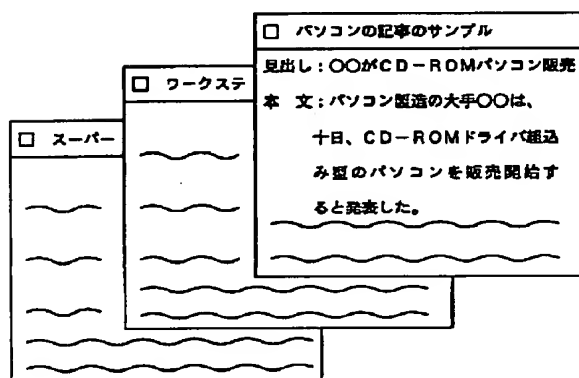 パソコンの記事のサンプル
見出し：○○がCD－ROMパソコン販売
本　文；パソコン製造の大手○○は、
十日、CD－ROMドライバ組込
み型のパソコンを販売開始す
ると発表した。
ワークステ
スーパー